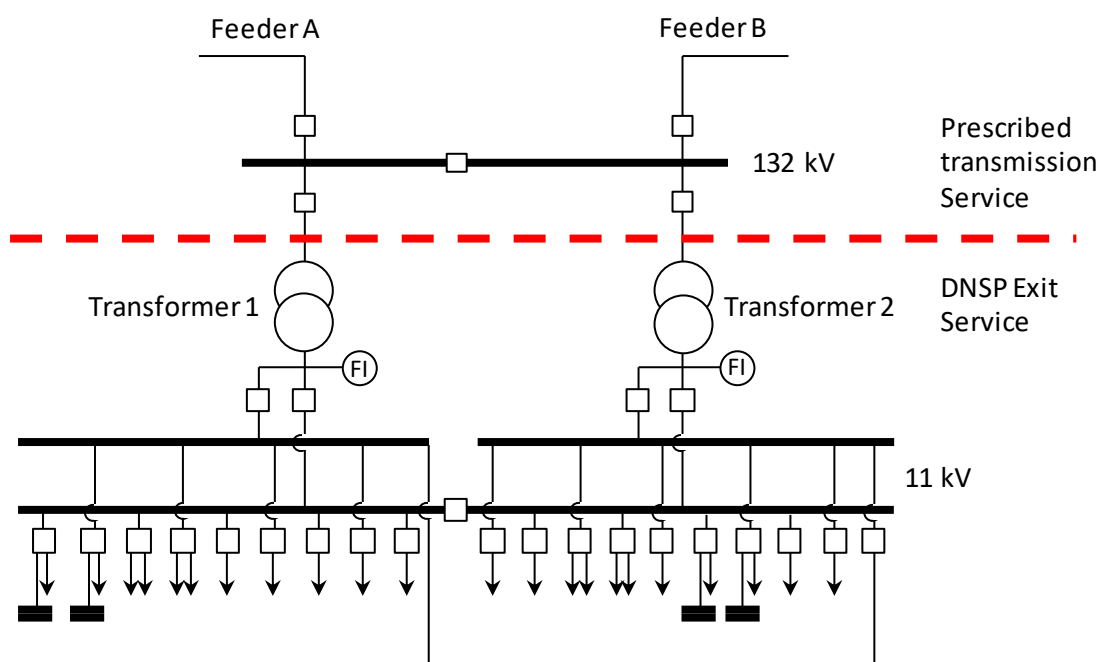 Feeder A
Feeder B
Prescribed
transmission
Service
132 kV
DNSP Exit
Service
Transformer 1
Transformer 2
FI
FI
11 kV